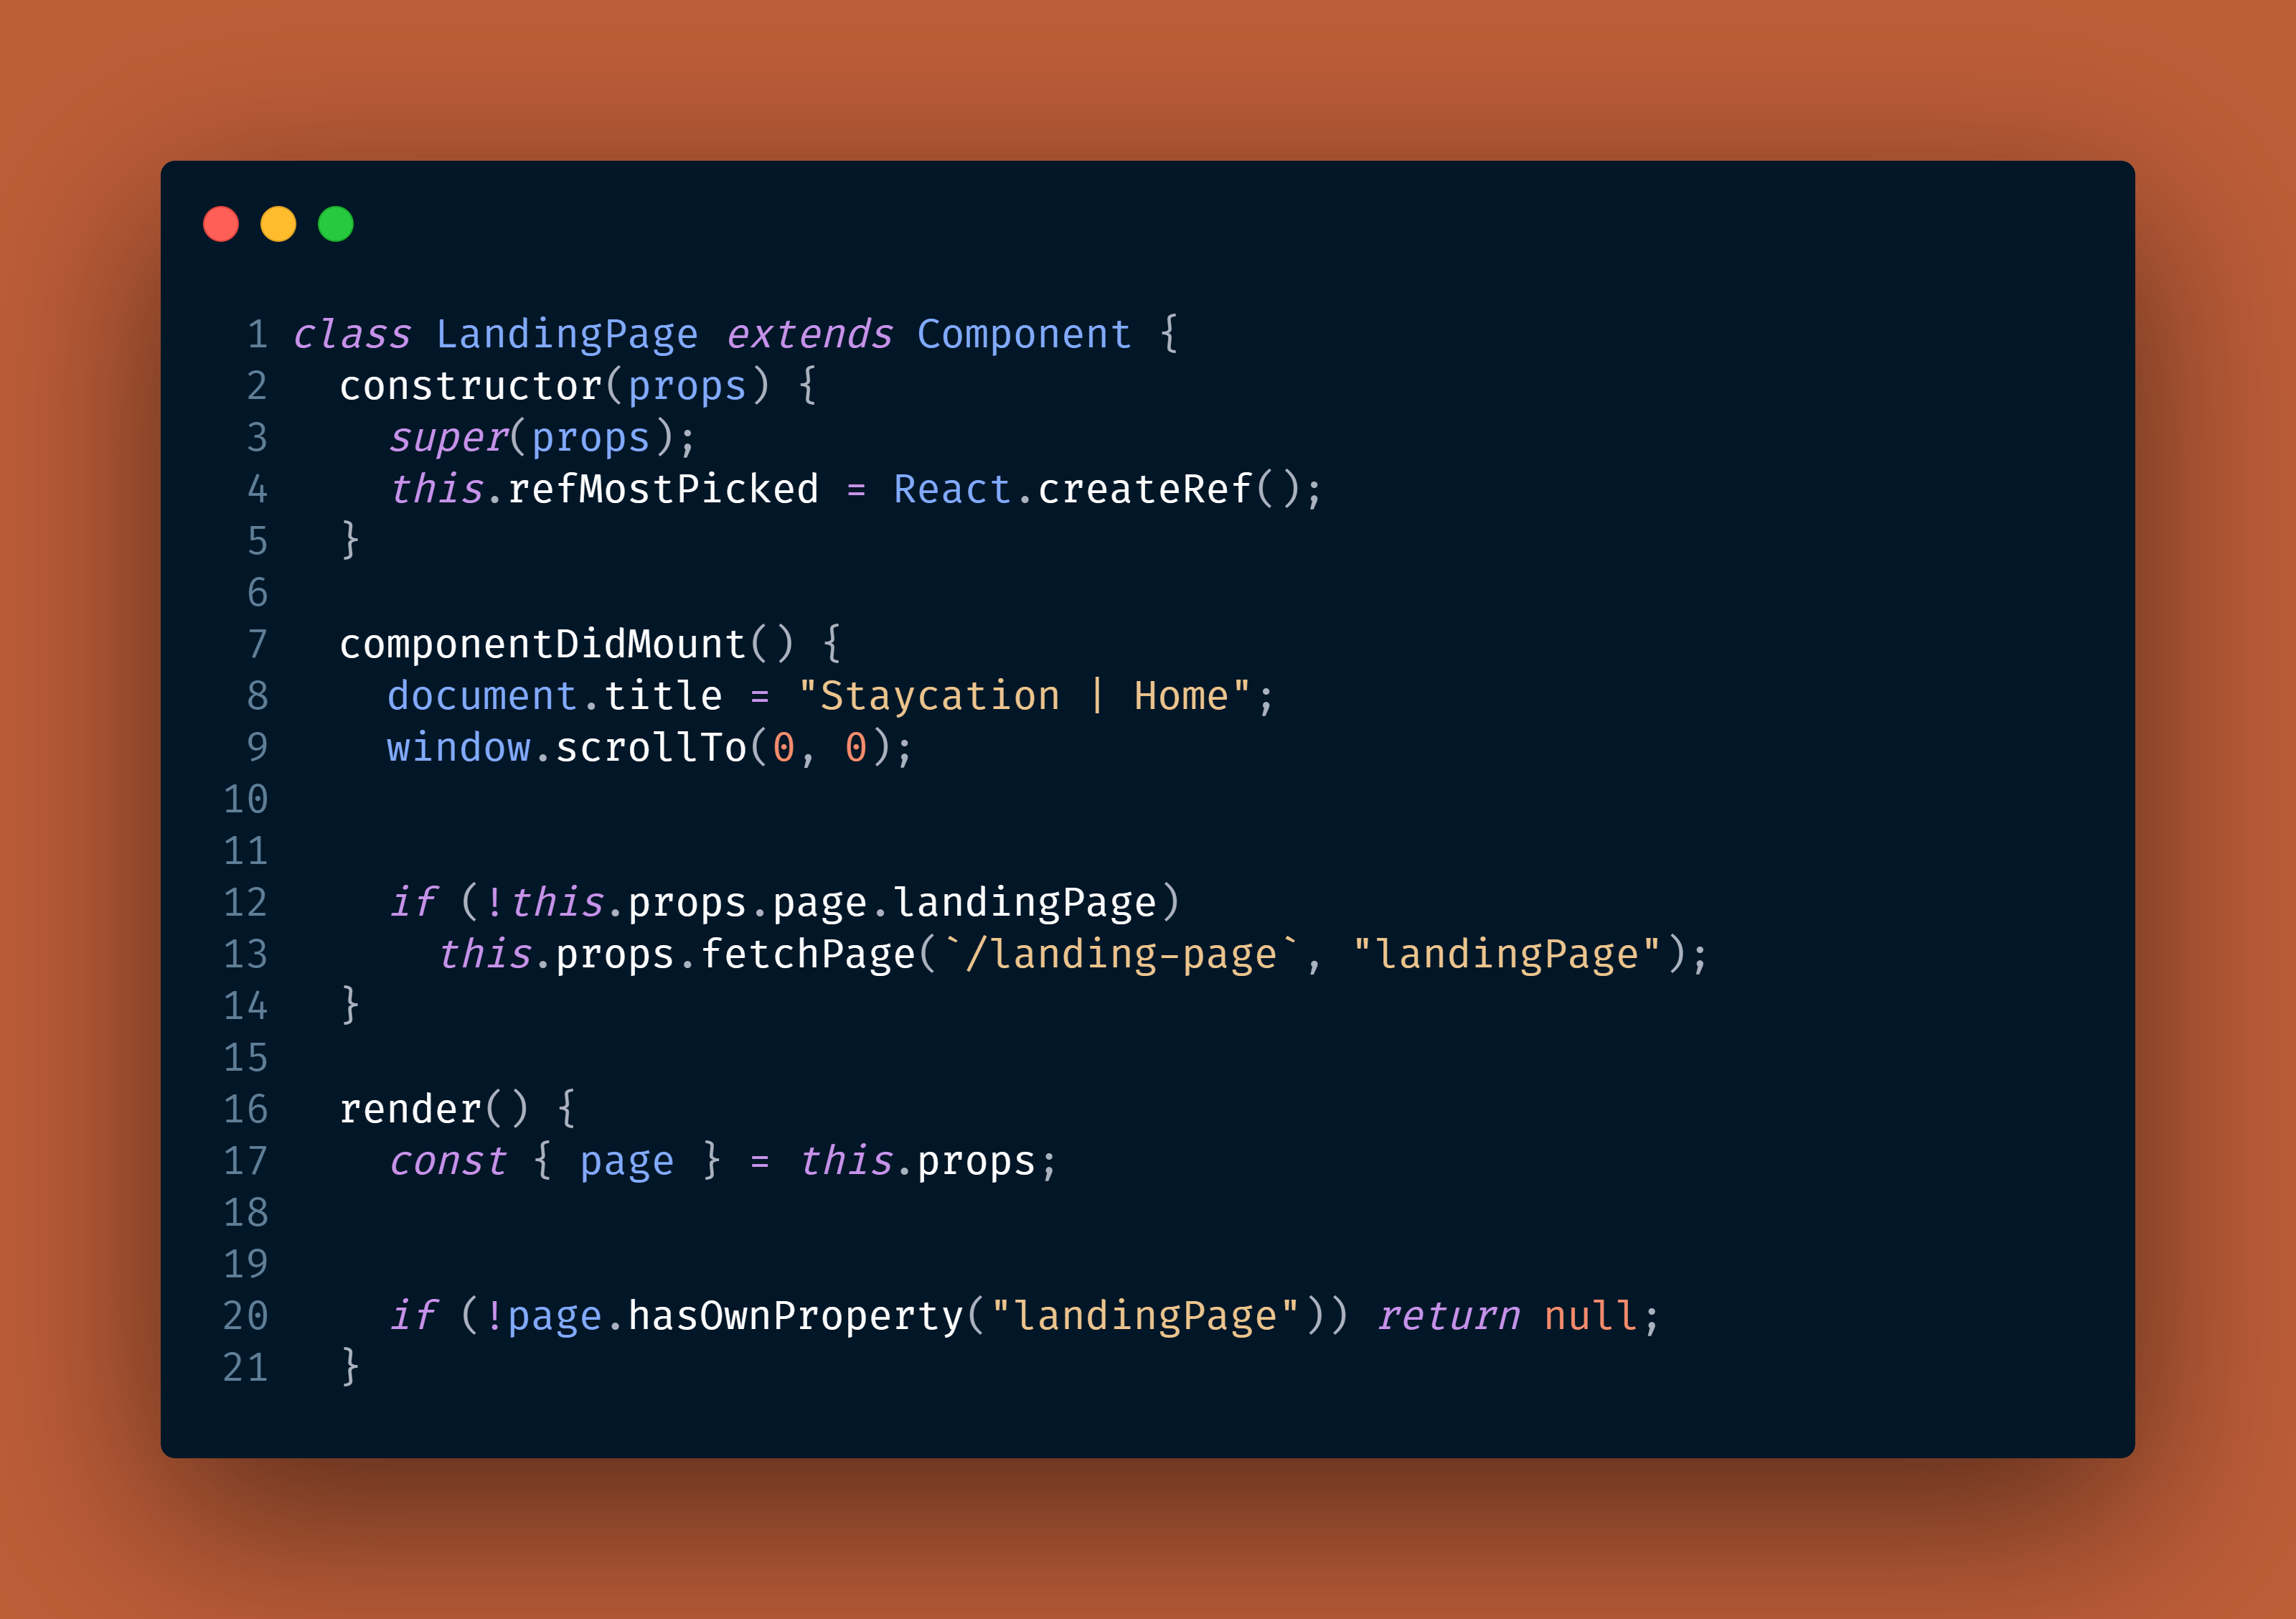 1 class LandingPage extends Component {
2   constructor(props) {
3     super(props);
4     this.refMostPicked = React.createRef();
5   }
6
7   componentDidMount() {
8     document.title = "Staycation | Home";
9     window.scrollTo(0, 0);
10
11
12     if (!this.props.page.landingPage)
13       this.props.fetchPage(`/landing-page`, "landingPage");
14   }
15
16   render() {
17     const { page } = this.props;
18
19
20     if (!page.hasOwnProperty("landingPage")) return null;
21   }